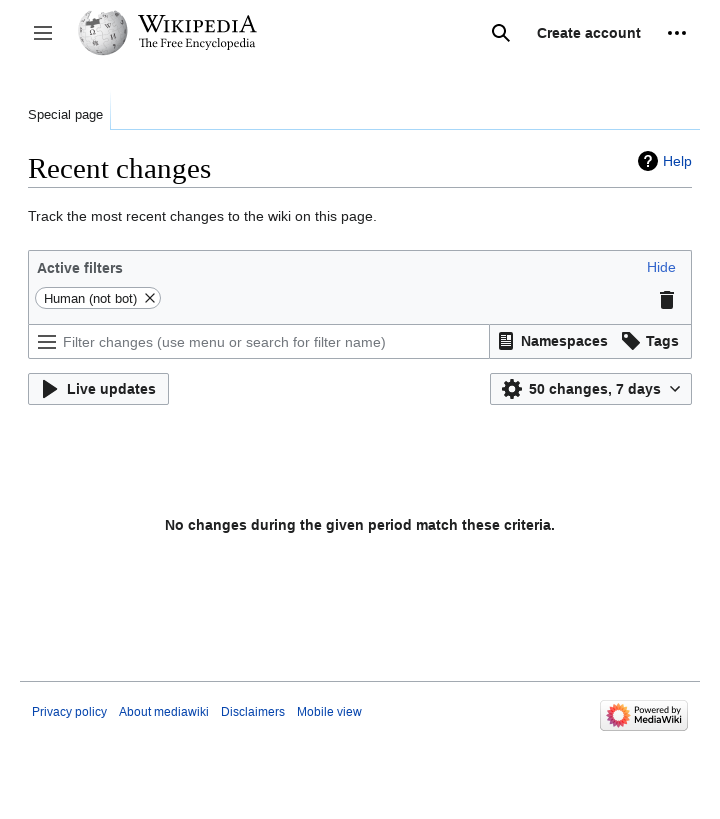 WIKIPEDIA
The Free Encyclopedia
Create account
Special page
Recent changes
Help
Track the most recent changes to the wiki on this page.
Active filters
Hide
Human (not bot)
Filter changes (use menu or search for filter name)
Namespaces
Tags
Live updates
50 changes, 7 days
No changes during the given period match these criteria.
Privacy policy
About mediawiki
Disclaimers
Mobile view
Powered by
MediaWiki